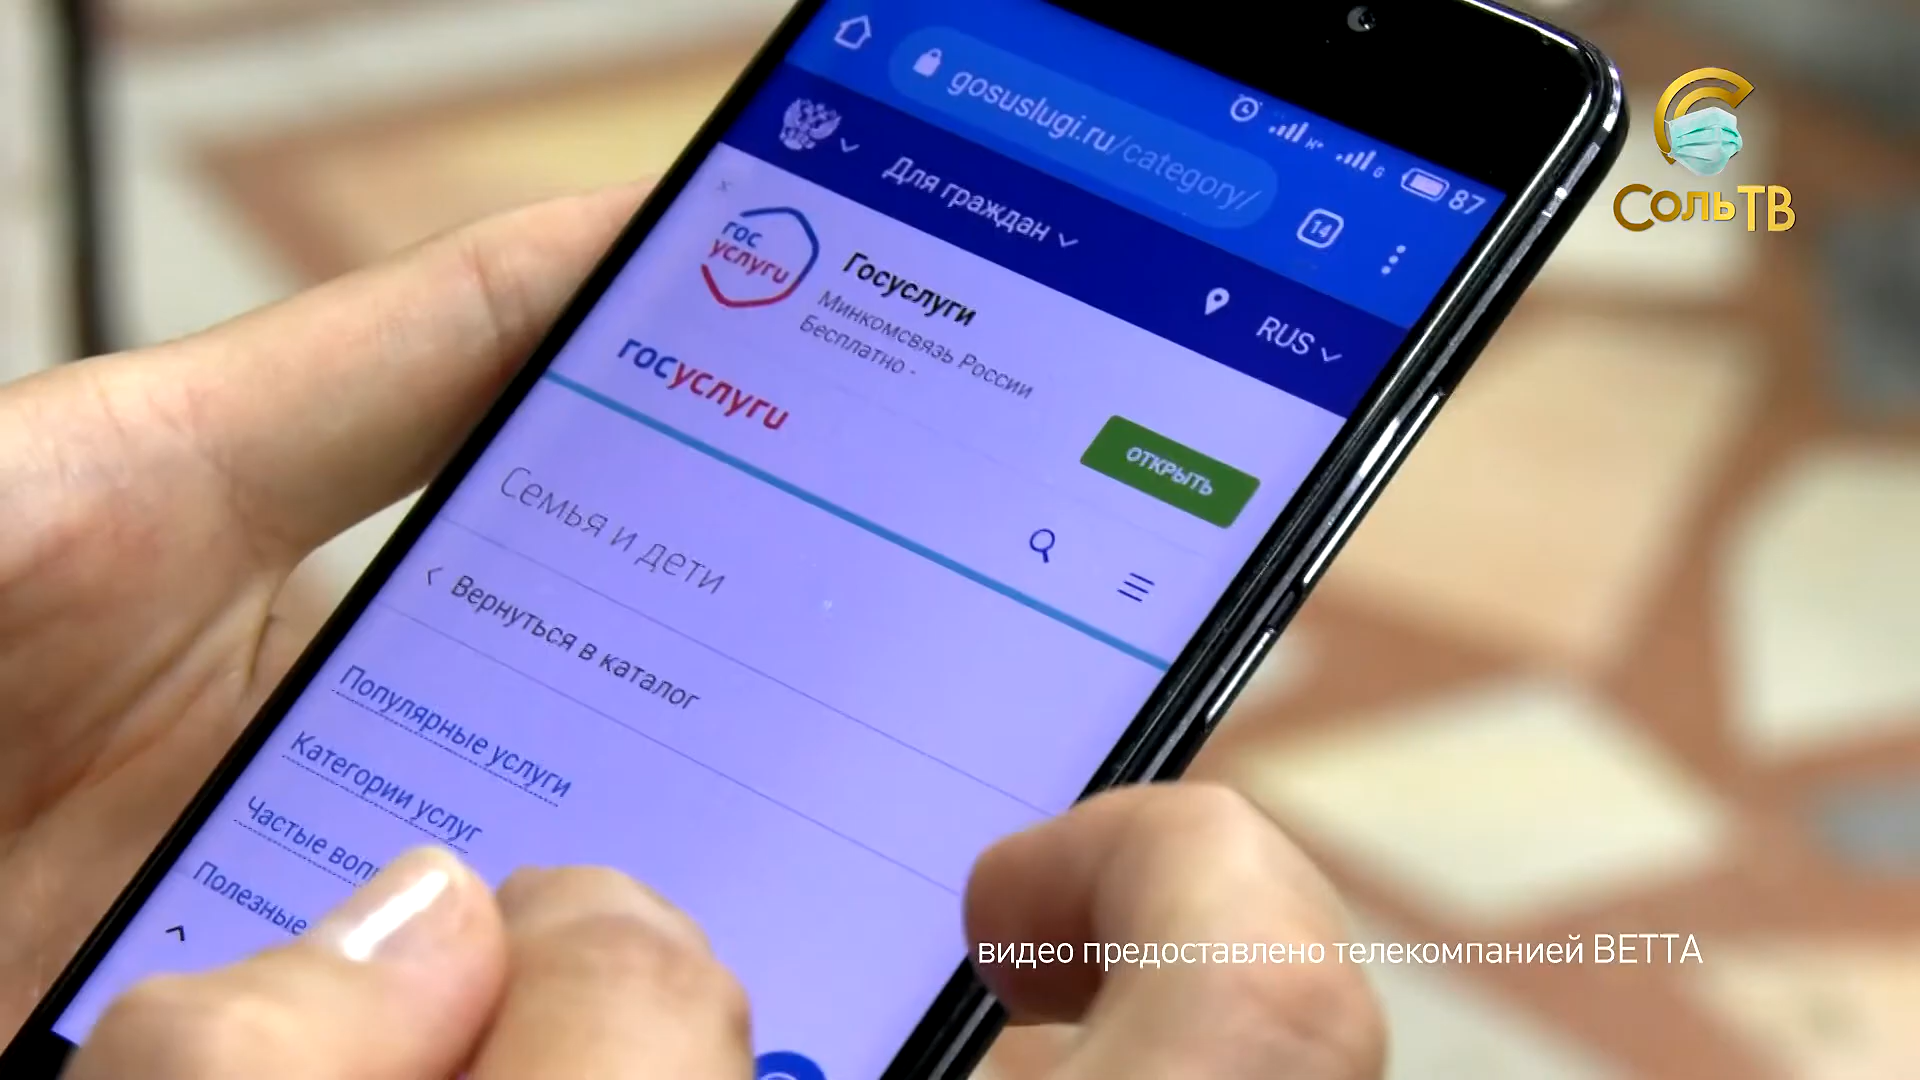 gosuslugi.ru/category/
87
14
Для граждан
RUS
гос
услуги
Госуслуги
Минкомсвязь России
Бесплатно -
ОТКРЫТЬ
госуслуги
Семья и дети
Вернуться в каталог
Популярные услуги
Категории услуг
Частые
Полезные
СольТВ
видео предоставлено телекомпанией ВЕТТА